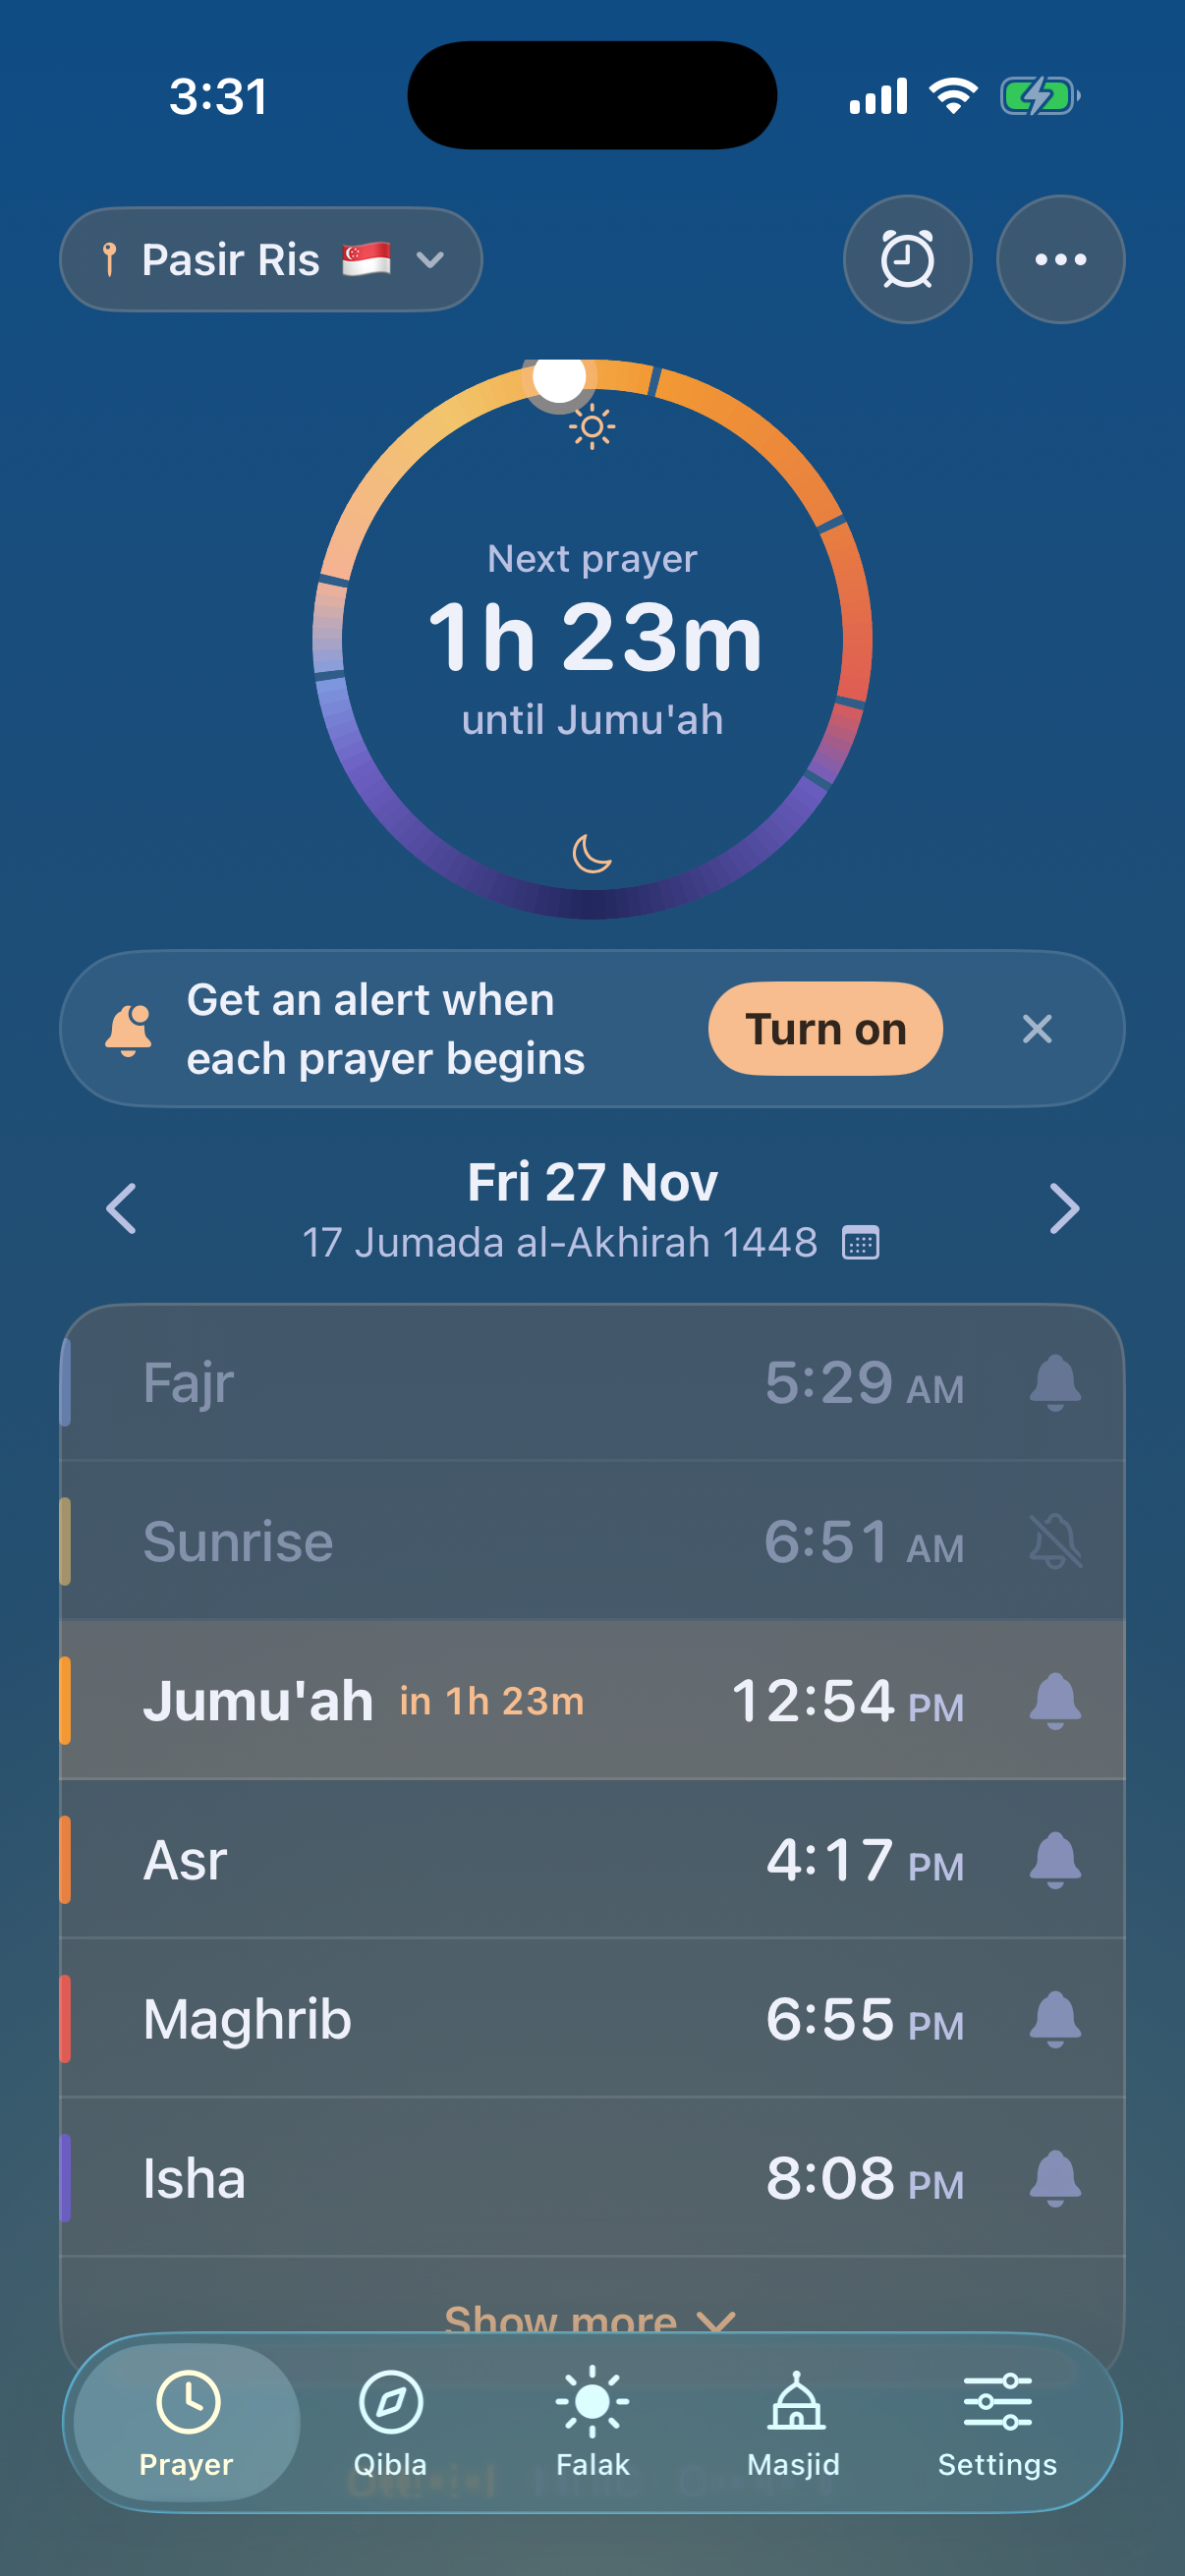 3:31
Pasir Ris
Next prayer
1h 23m
until Jumu'ah
Get an alert when
each prayer begins
Turn on
Fri 27 Nov
17 Jumada al-Akhirah 1448
Fajr 5:29 AM
Sunrise 6:51 AM
Jumu'ah in 1h 23m 12:54 PM
Asr 4:17 PM
Maghrib 6:55 PM
Isha 8:08 PM
Show more
Prayer Qibla Falak Masjid Settings